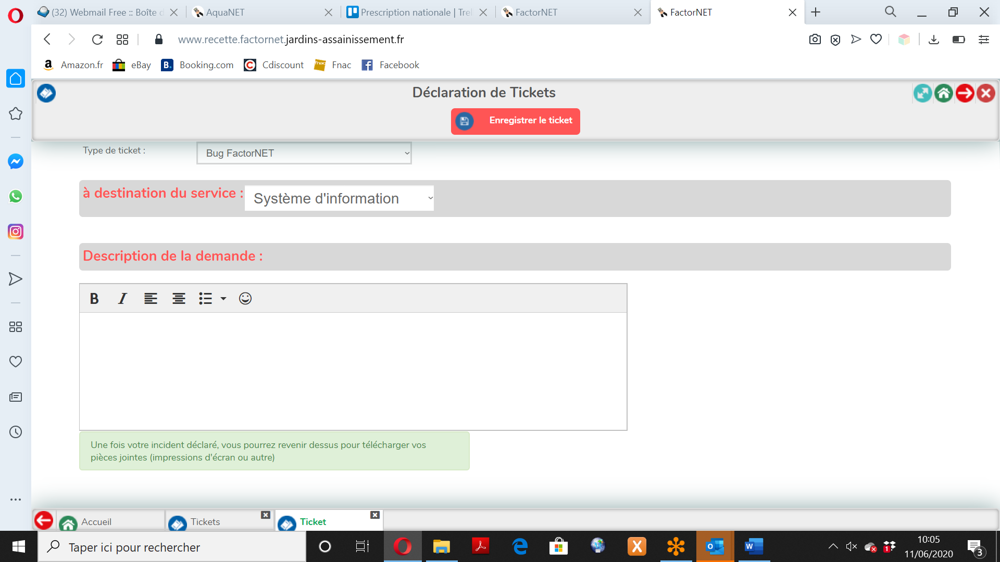 (32) Webmail Free :: Boîte d
AquaNET
Prescription nationale | Trel
FactorNET
FactorNET
www.recette.factornet.jardins-assainissement.fr
Amazon.fr
eBay
Booking.com
Cdiscount
Fnac
Facebook
Déclaration de Tickets
Enregistrer le ticket
Type de ticket :
Bug FactorNET
à destination du service :
Système d'information
Description de la demande :
B I
Une fois votre incident déclaré, vous pourrez revenir dessus pour télécharger vos
pièces jointes (impressions d'écran ou autre)
Accueil
Tickets
Ticket
Taper ici pour rechercher
10:05
11/06/2020
3